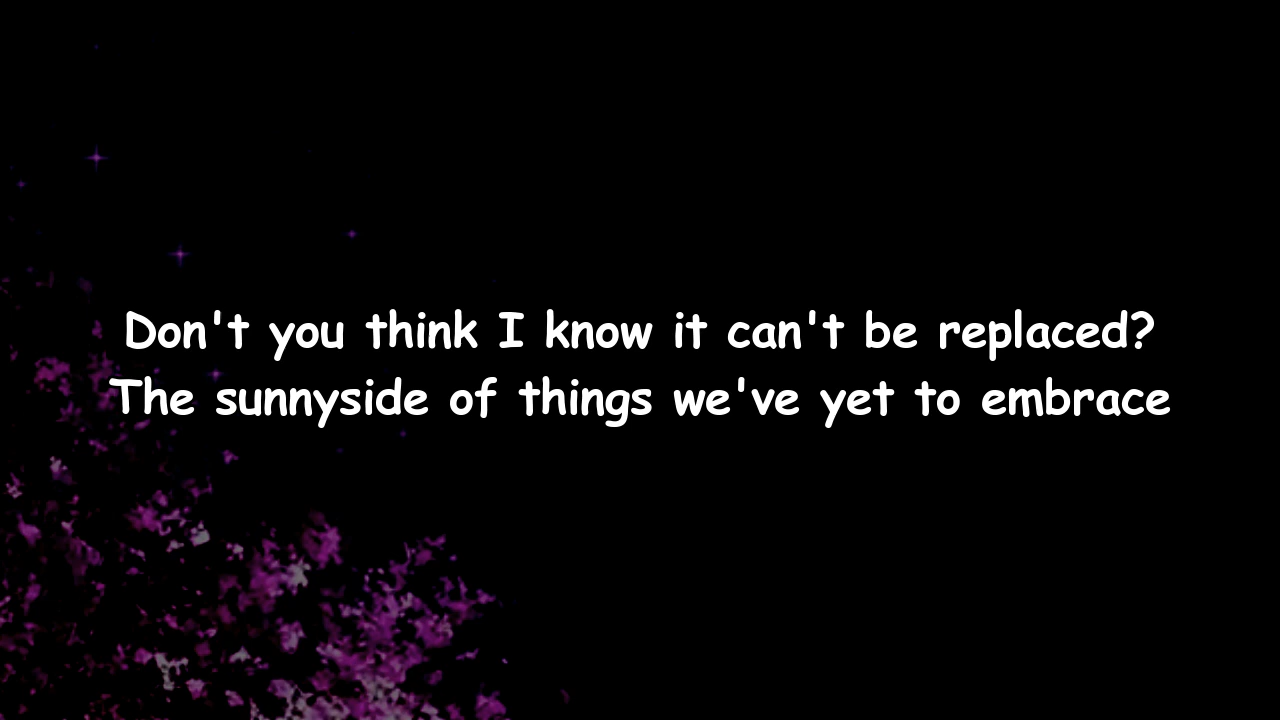 Don't you think I know it can't be replaced?
The sunnyside of things we've yet to embrace